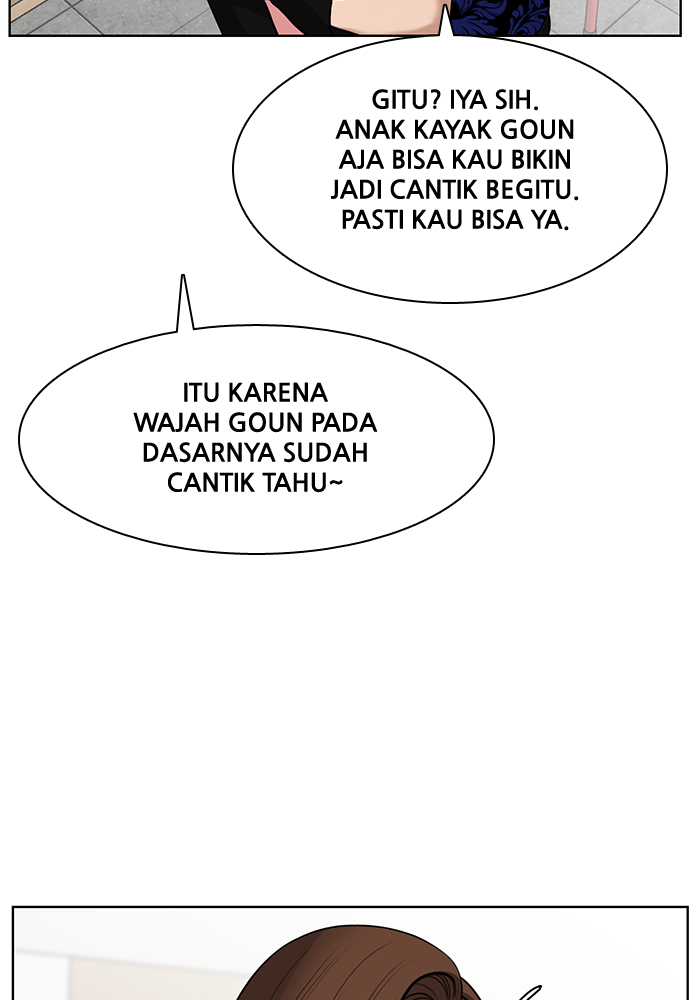 GITU? IYA SIH.
ANAK KAYAK GOUN
AJA BISA KAU BIKIN
JADI CANTIK BEGITU.
PASTI KAU BISA YA.
ITU KARENA
WAJAH GOUN PADA
DASARNYA SUDAH
CANTIK TAHU~